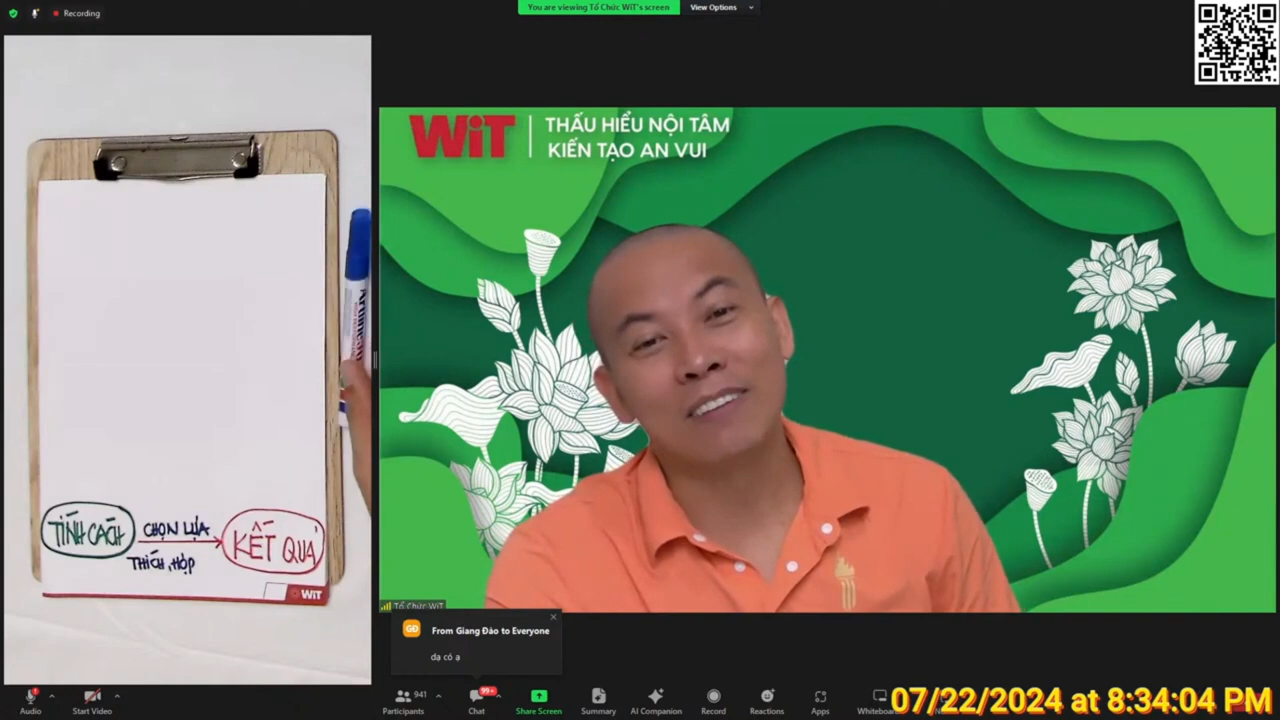 Recording
You are viewing Tổ Chức WiT's screen
View Options
WiT
THẤU HIỂU NỘI TÂM
KIẾN TẠO AN VUI
TÍNH CÁCH
CHỌN LỰA
THÍCH HỢP
KẾT QUẢ
WiT
Tổ Chức WiT
GĐ
From Giang Đào to Everyone
dạ có ạ
Audio
Start Video
941
Participants
99+
Chat
Share Screen
Summary
AI Companion
Record
Reactions
Apps
Whiteboards
07/22/2024 at 8:34:04 PM